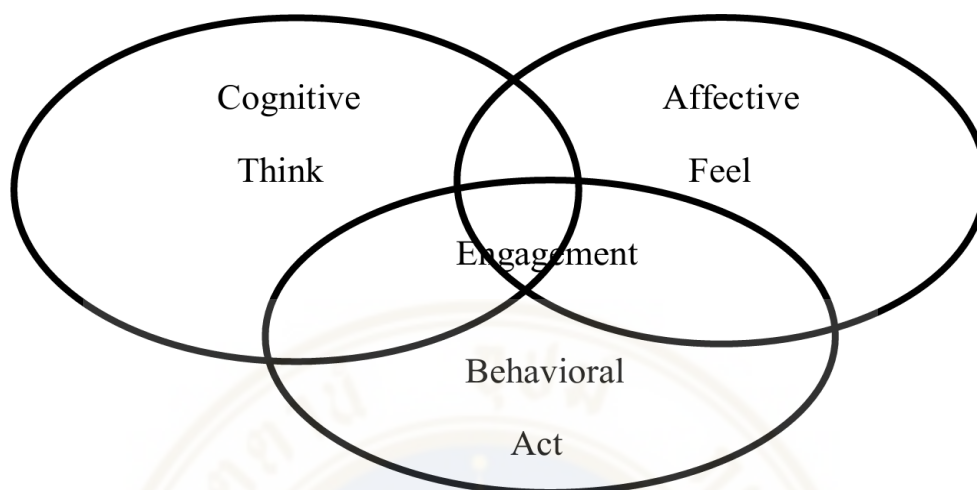 Cognitive
Affective
Think
Feel
Engagement
Behavioral
Act